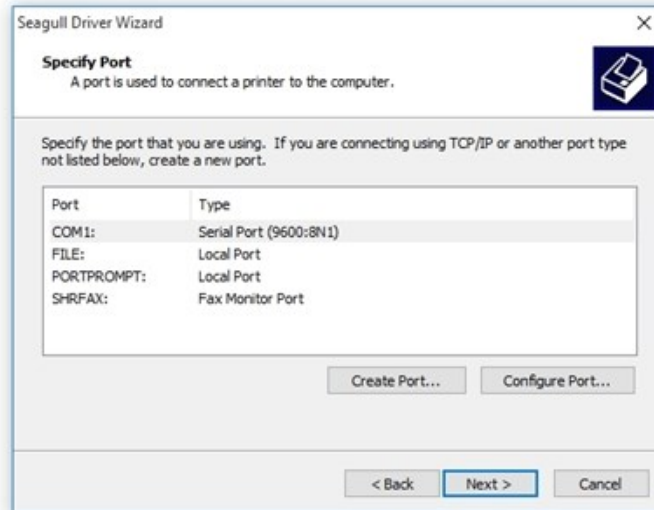 Seagull Driver Wizard
Specify Port
A port is used to connect a printer to the computer.
Specify the port that you are using. If you are connecting using TCP/IP or another port type
not listed below, create a new port.
Port Type
COM1: Serial Port (9600:8N1)
FILE: Local Port
PORTPROMPT: Local Port
SHRFAX: Fax Monitor Port
Create Port... Configure Port...
< Back Next > Cancel